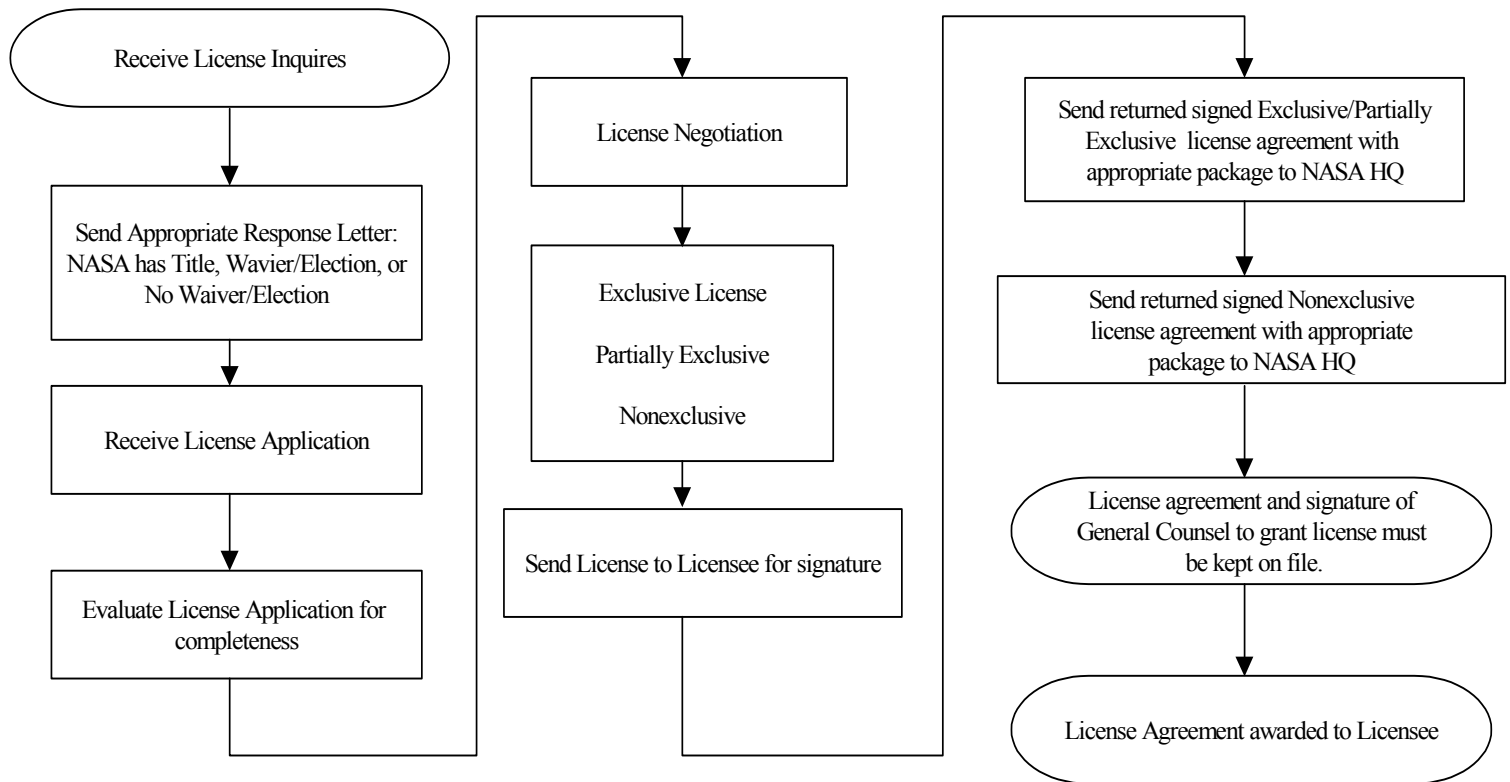 Receive License Inquires
Send Appropriate Response Letter:
NASA has Title, Wavier/Election, or
No Waiver/Election
Receive License Application
Evaluate License Application for
completeness
License Negotiation
Exclusive License
Partially Exclusive
Nonexclusive
Send License to Licensee for signature
Send returned signed Exclusive/Partially
Exclusive license agreement with
appropriate package to NASA HQ
Send returned signed Nonexclusive
license agreement with appropriate
package to NASA HQ
License agreement and signature of
General Counsel to grant license must
be kept on file.
License Agreement awarded to Licensee